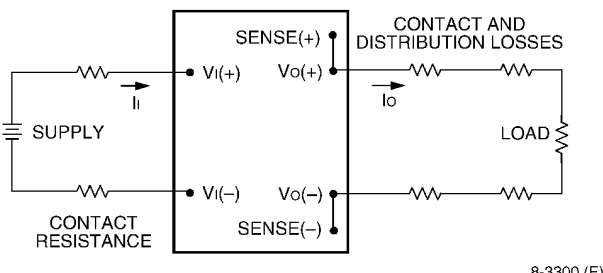 CONTACT AND
DISTRIBUTION LOSSES
SENSE(+)
VI(+)
VO(+)
II
IO
SUPPLY
LOAD
VI(–)
VO(–)
CONTACT
RESISTANCE
SENSE(–)
8-3300 (F)